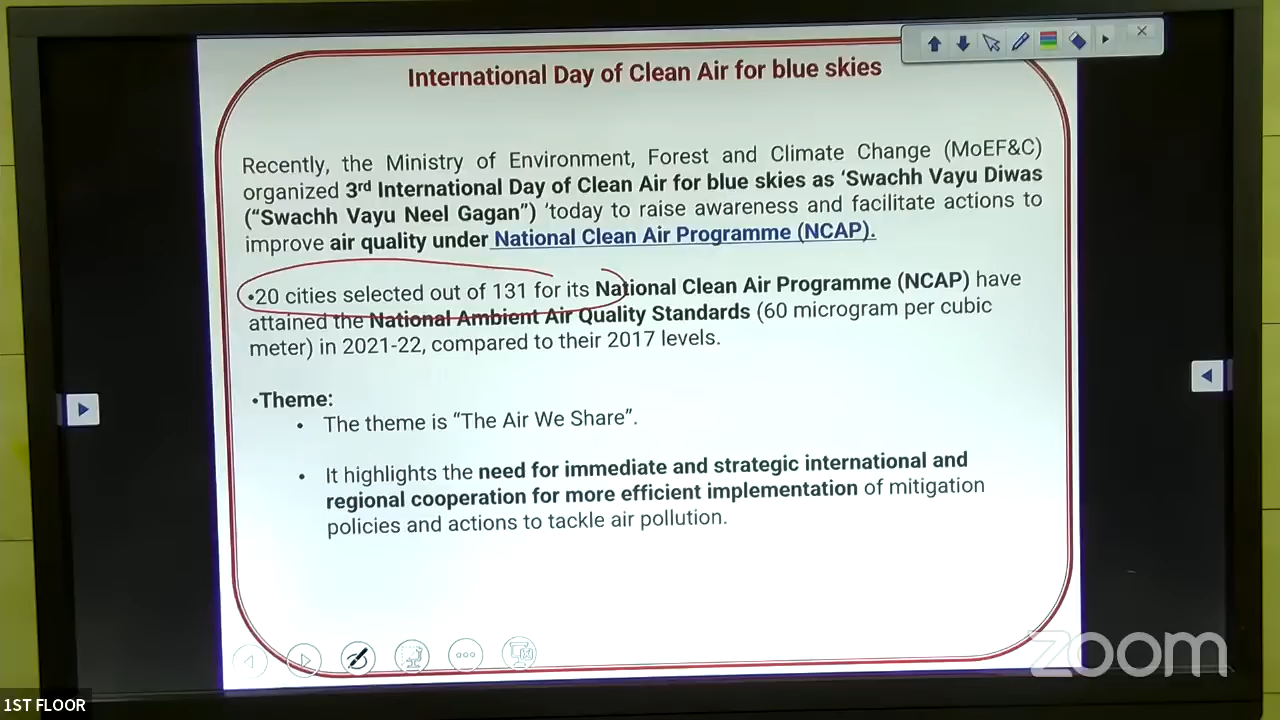 International Day of Clean Air for blue skies
Recently, the Ministry of Environment, Forest and Climate Change (MoEF&C)
organized 3rd International Day of Clean Air for blue skies as ‘Swachh Vayu Diwas
(“Swachh Vayu Neel Gagan”) ‘today to raise awareness and facilitate actions to
improve air quality under National Clean Air Programme (NCAP).
•20 cities selected out of 131 for its National Clean Air Programme (NCAP) have
attained the National Ambient Air Quality Standards (60 microgram per cubic
meter) in 2021-22, compared to their 2017 levels.
•Theme:
• The theme is “The Air We Share”.
• It highlights the need for immediate and strategic international and
regional cooperation for more efficient implementation of mitigation
policies and actions to tackle air pollution.
zoom
1ST FLOOR